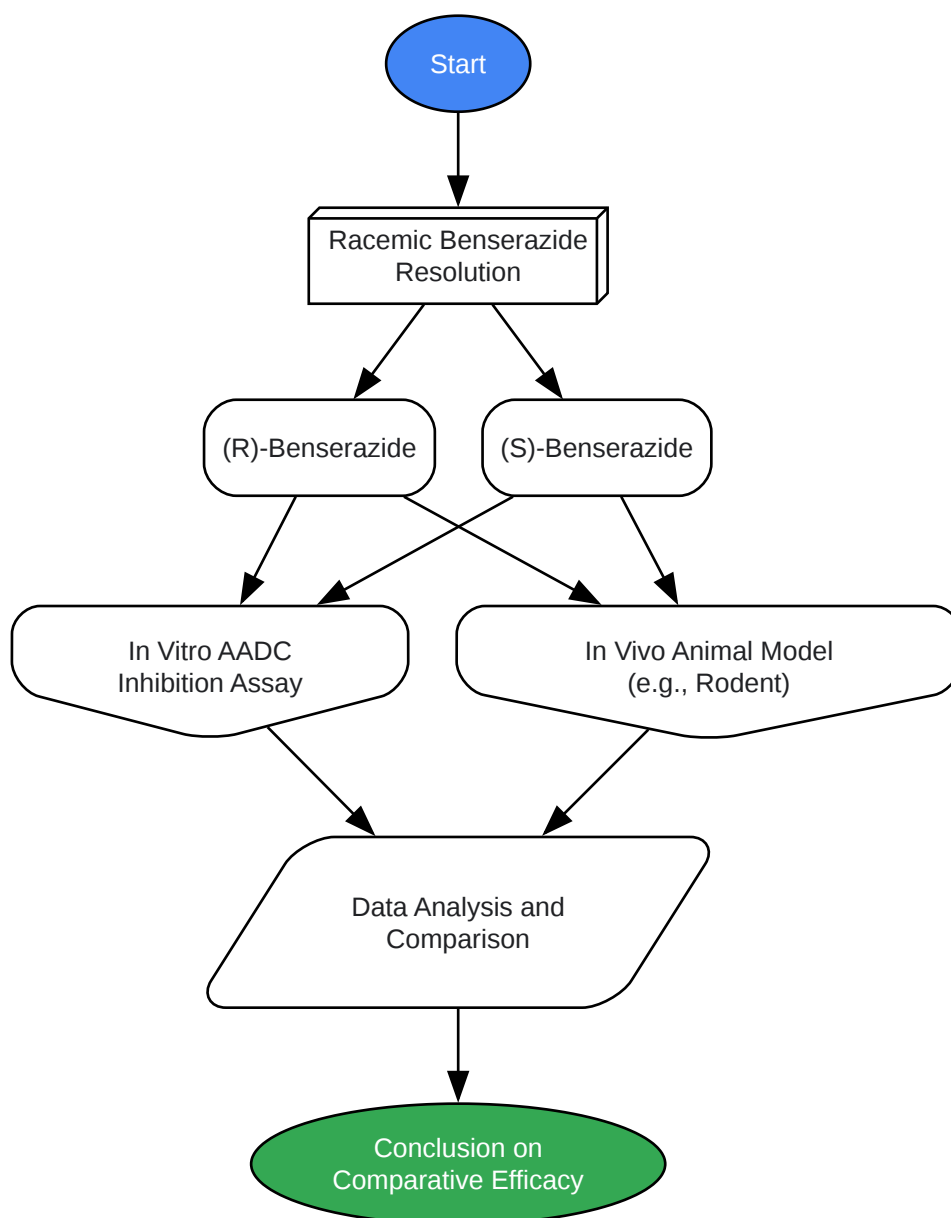 Start
Racemic Benserazide
Resolution
(R)-Benserazide
(S)-Benserazide
In Vitro AADC
Inhibition Assay
In Vivo Animal Model
(e.g., Rodent)
Data Analysis and
Comparison
Conclusion on
Comparative Efficacy